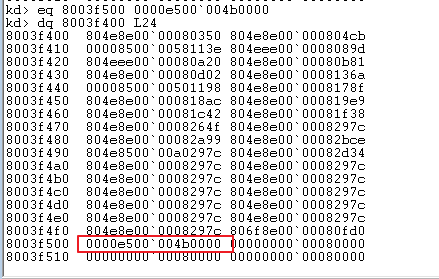 kd> eq 8003f500 0000e500`004b0000
kd> dq 8003f400 L24
8003f400  804e8e00`00080350 804e8e00`000804cb
8003f410  00008500`0058113e 804eee00`0008089d
8003f420  804eee00`00080a20 804e8e00`00080b81
8003f430  804e8e00`00080d02 804e8e00`0008136a
8003f440  00008500`00501198 804e8e00`0008178f
8003f450  804e8e00`000818ac 804e8e00`000819e9
8003f460  804e8e00`00081c42 804e8e00`00081f38
8003f470  804e8e00`0008264f 804e8e00`0008297c
8003f480  804e8e00`00082a99 804e8e00`00082bce
8003f490  804e8500`00a0297c 804e8e00`00082d34
8003f4a0  804e8e00`0008297c 804e8e00`0008297c
8003f4b0  804e8e00`0008297c 804e8e00`0008297c
8003f4c0  804e8e00`0008297c 804e8e00`0008297c
8003f4d0  804e8e00`0008297c 804e8e00`0008297c
8003f4e0  804e8e00`0008297c 804e8e00`0008297c
8003f4f0  804e8e00`0008297c 806f8e00`00080fd0
8003f500  0000e500`004b0000 00000000`00080000
8003f510  00000000`00080000 00000000`00080000